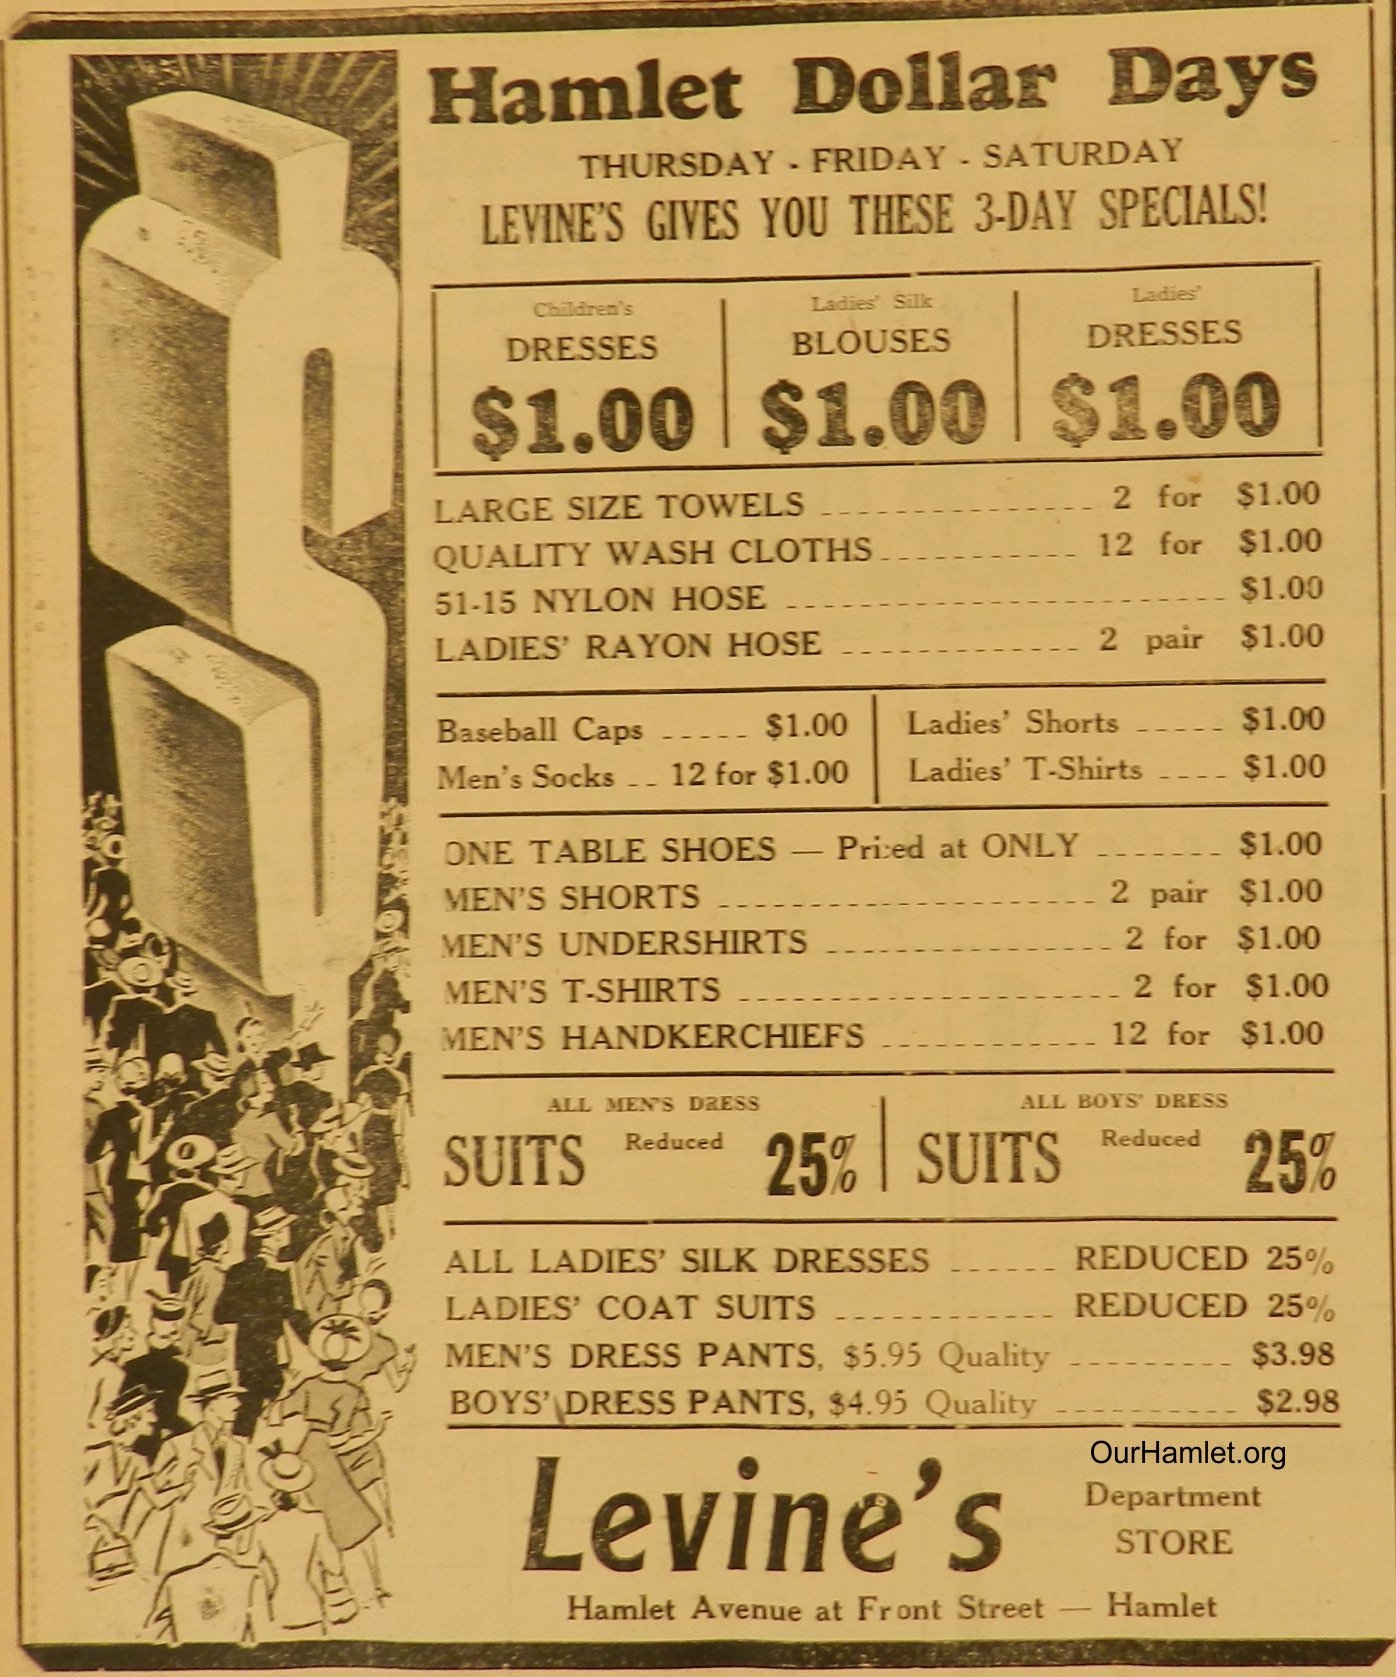 Hamlet Dollar Days
THURSDAY - FRIDAY - SATURDAY
LEVINE'S GIVES YOU THESE 3-DAY SPECIALS!
Children's
DRESSES
$1.00
Ladies' Silk
BLOUSES
$1.00
Ladies'
DRESSES
$1.00
LARGE SIZE TOWELS 2 for $1.00
QUALITY WASH CLOTHS 12 for $1.00
51-15 NYLON HOSE $1.00
LADIES' RAYON HOSE 2 pair $1.00
Baseball Caps $1.00
Men's Socks 12 for $1.00
Ladies' Shorts $1.00
Ladies' T-Shirts $1.00
ONE TABLE SHOES — Priced at ONLY $1.00
MEN'S SHORTS 2 pair $1.00
MEN'S UNDERSHIRTS 2 for $1.00
MEN'S T-SHIRTS 2 for $1.00
MEN'S HANDKERCHIEFS 12 for $1.00
ALL MEN'S DRESS
SUITS Reduced 25%
ALL BOYS' DRESS
SUITS Reduced 25%
ALL LADIES' SILK DRESSES REDUCED 25%
LADIES' COAT SUITS REDUCED 25%
MEN'S DRESS PANTS, $5.95 Quality $3.98
BOYS' DRESS PANTS, $4.95 Quality $2.98
OurHamlet.org
Levine's
Department
STORE
Hamlet Avenue at Front Street — Hamlet